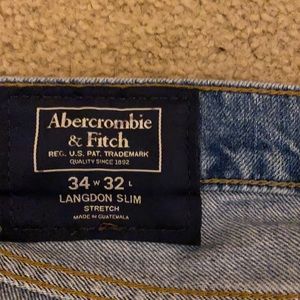 Abercrombie
& Fitch
REG. U.S. PAT. TRADEMARK
QUALITY SINCE 1892
34 W 32 L
LANGDON SLIM
STRETCH
MADE IN GUATEMALA